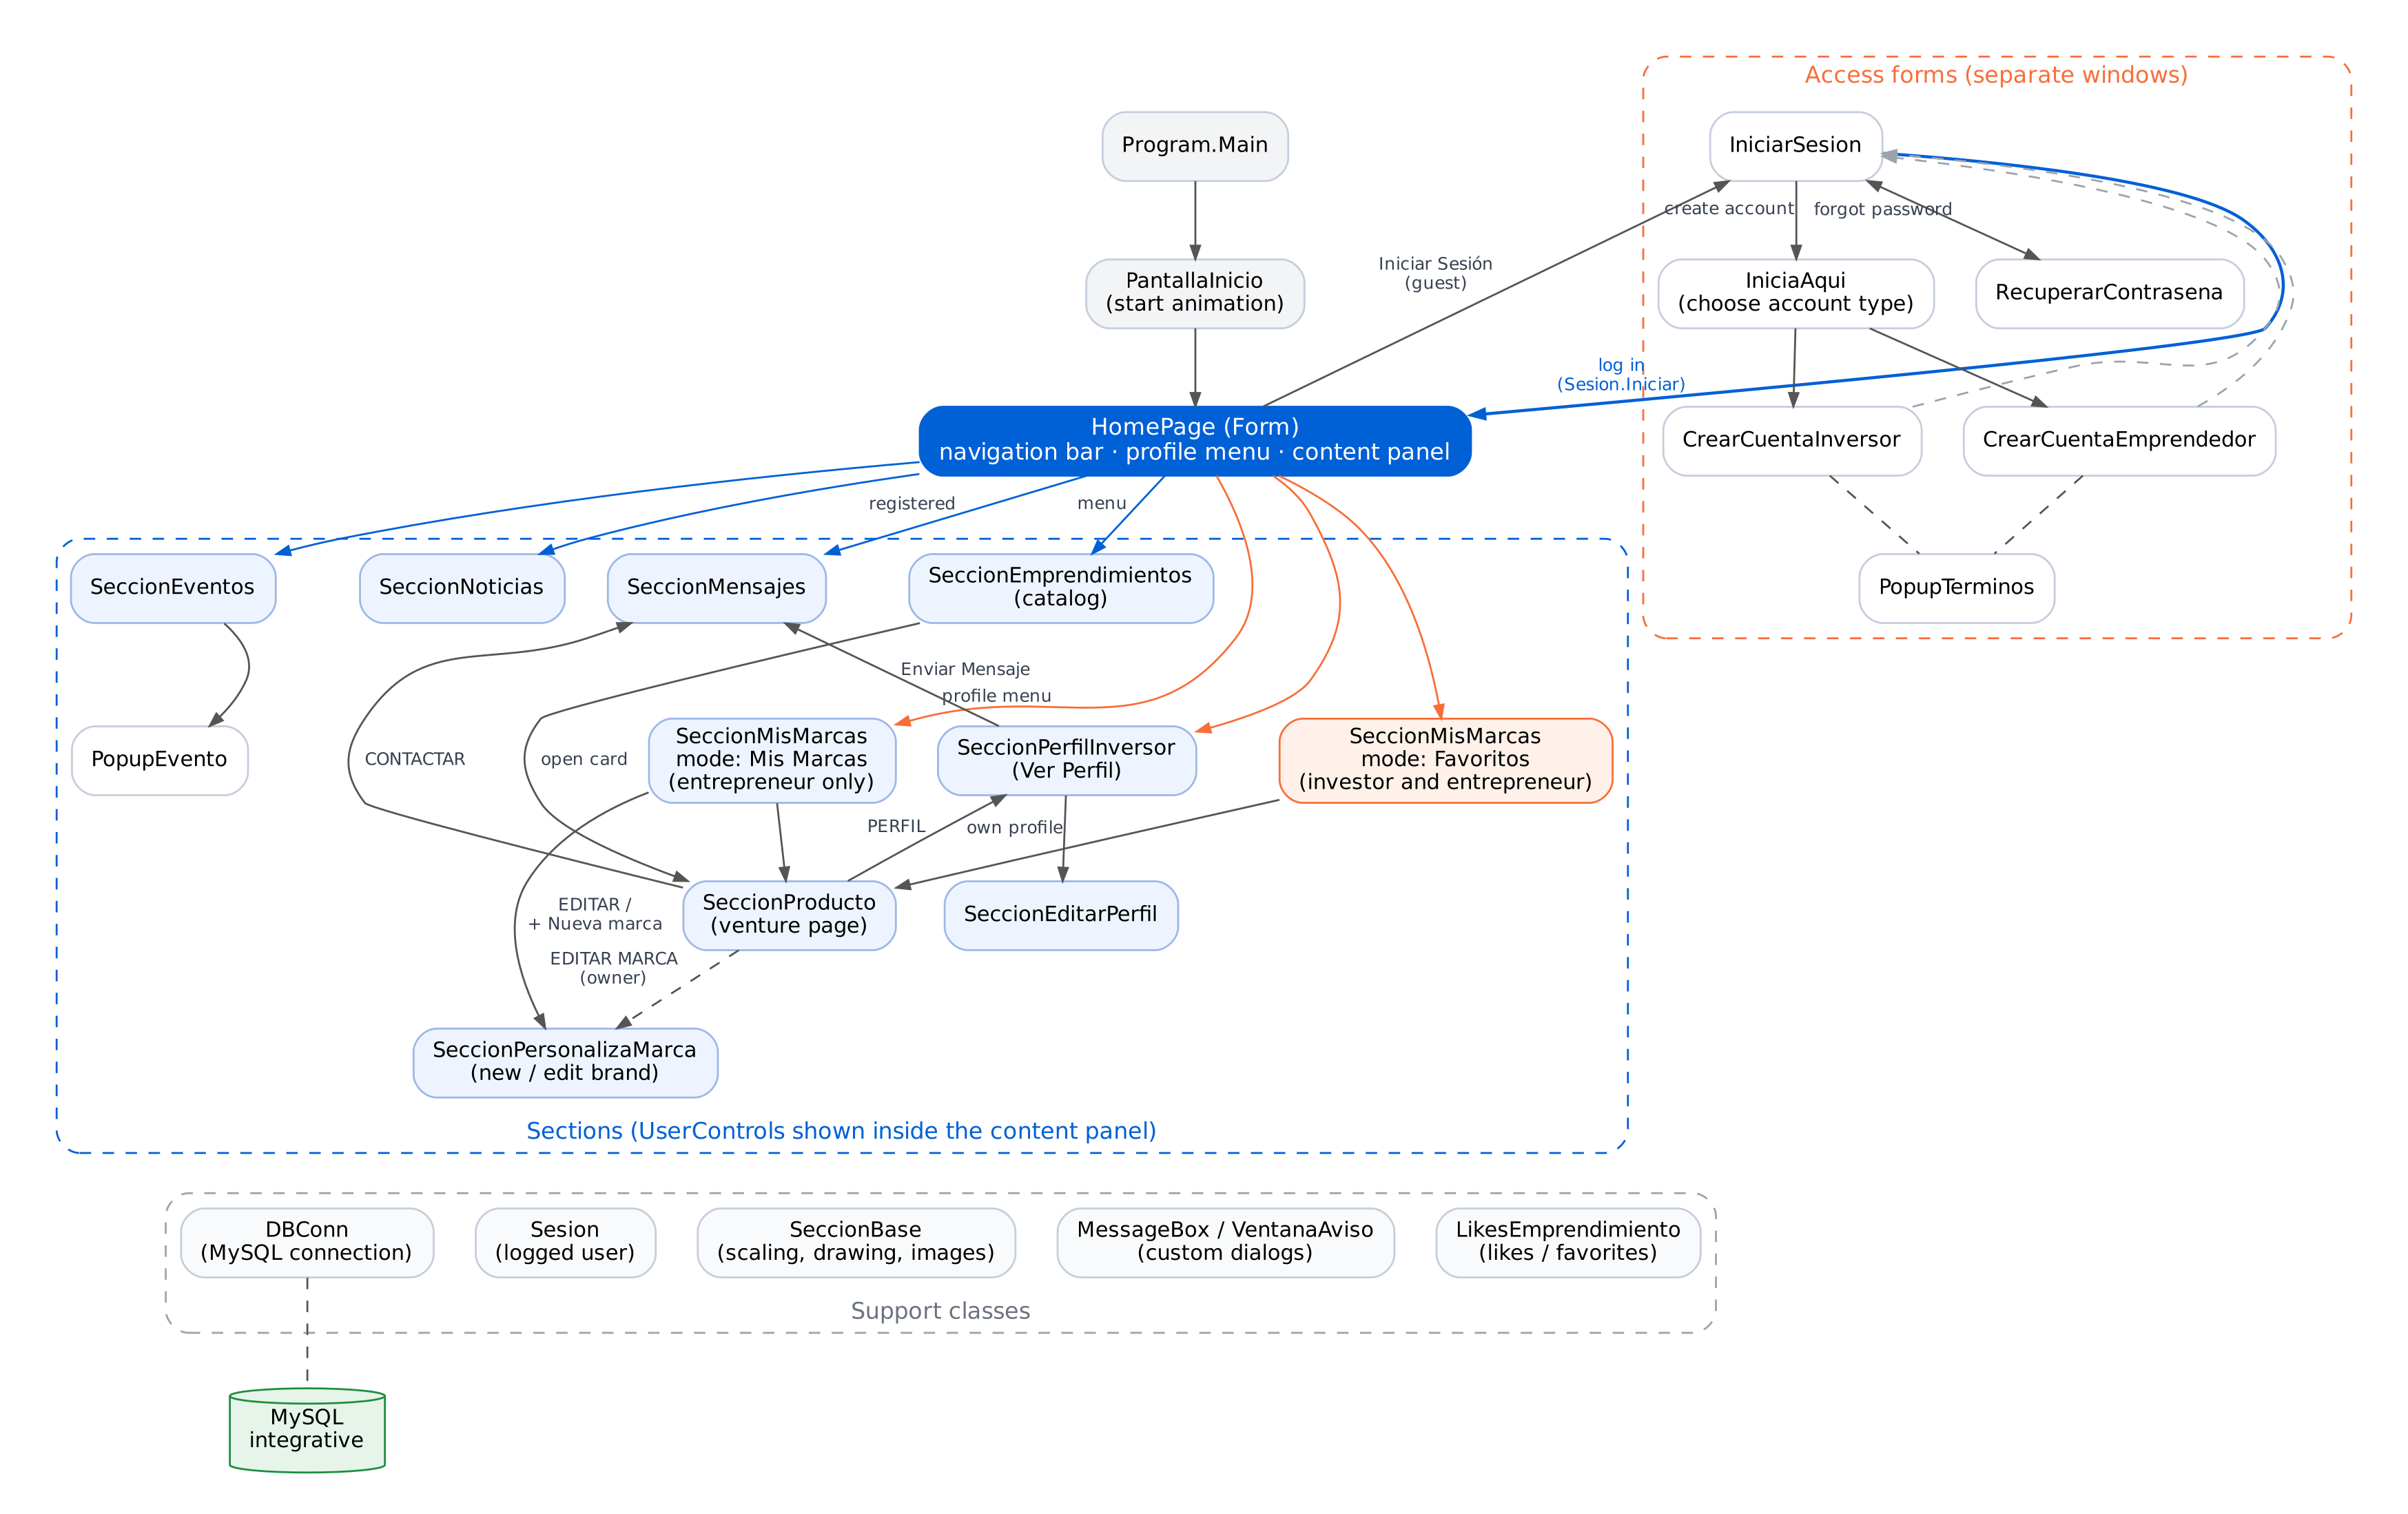 Access forms (separate windows)
Program.Main
IniciarSesion
create account
forgot password
Iniciar Sesión
(guest)
PantallaInicio
(start animation)
IniciaAqui
(choose account type)
RecuperarContrasena
log in
(Sesion.Iniciar)
HomePage (Form)
navigation bar · profile menu · content panel
CrearCuentaInversor
CrearCuentaEmprendedor
registered
menu
SeccionEventos
SeccionNoticias
SeccionMensajes
SeccionEmprendimientos
(catalog)
PopupTerminos
Enviar Mensaje
profile menu
PopupEvento
CONTACTAR
open card
SeccionMisMarcas
mode: Mis Marcas
(entrepreneur only)
SeccionPerfilInversor
(Ver Perfil)
SeccionMisMarcas
mode: Favoritos
(investor and entrepreneur)
PERFIL
own profile
EDITAR /
+ Nueva marca
SeccionProducto
(venture page)
SeccionEditarPerfil
EDITAR MARCA
(owner)
SeccionPersonalizaMarca
(new / edit brand)
Sections (UserControls shown inside the content panel)
DBConn
(MySQL connection)
Sesion
(logged user)
SeccionBase
(scaling, drawing, images)
MessageBox / VentanaAviso
(custom dialogs)
LikesEmprendimiento
(likes / favorites)
Support classes
MySQL
integrative